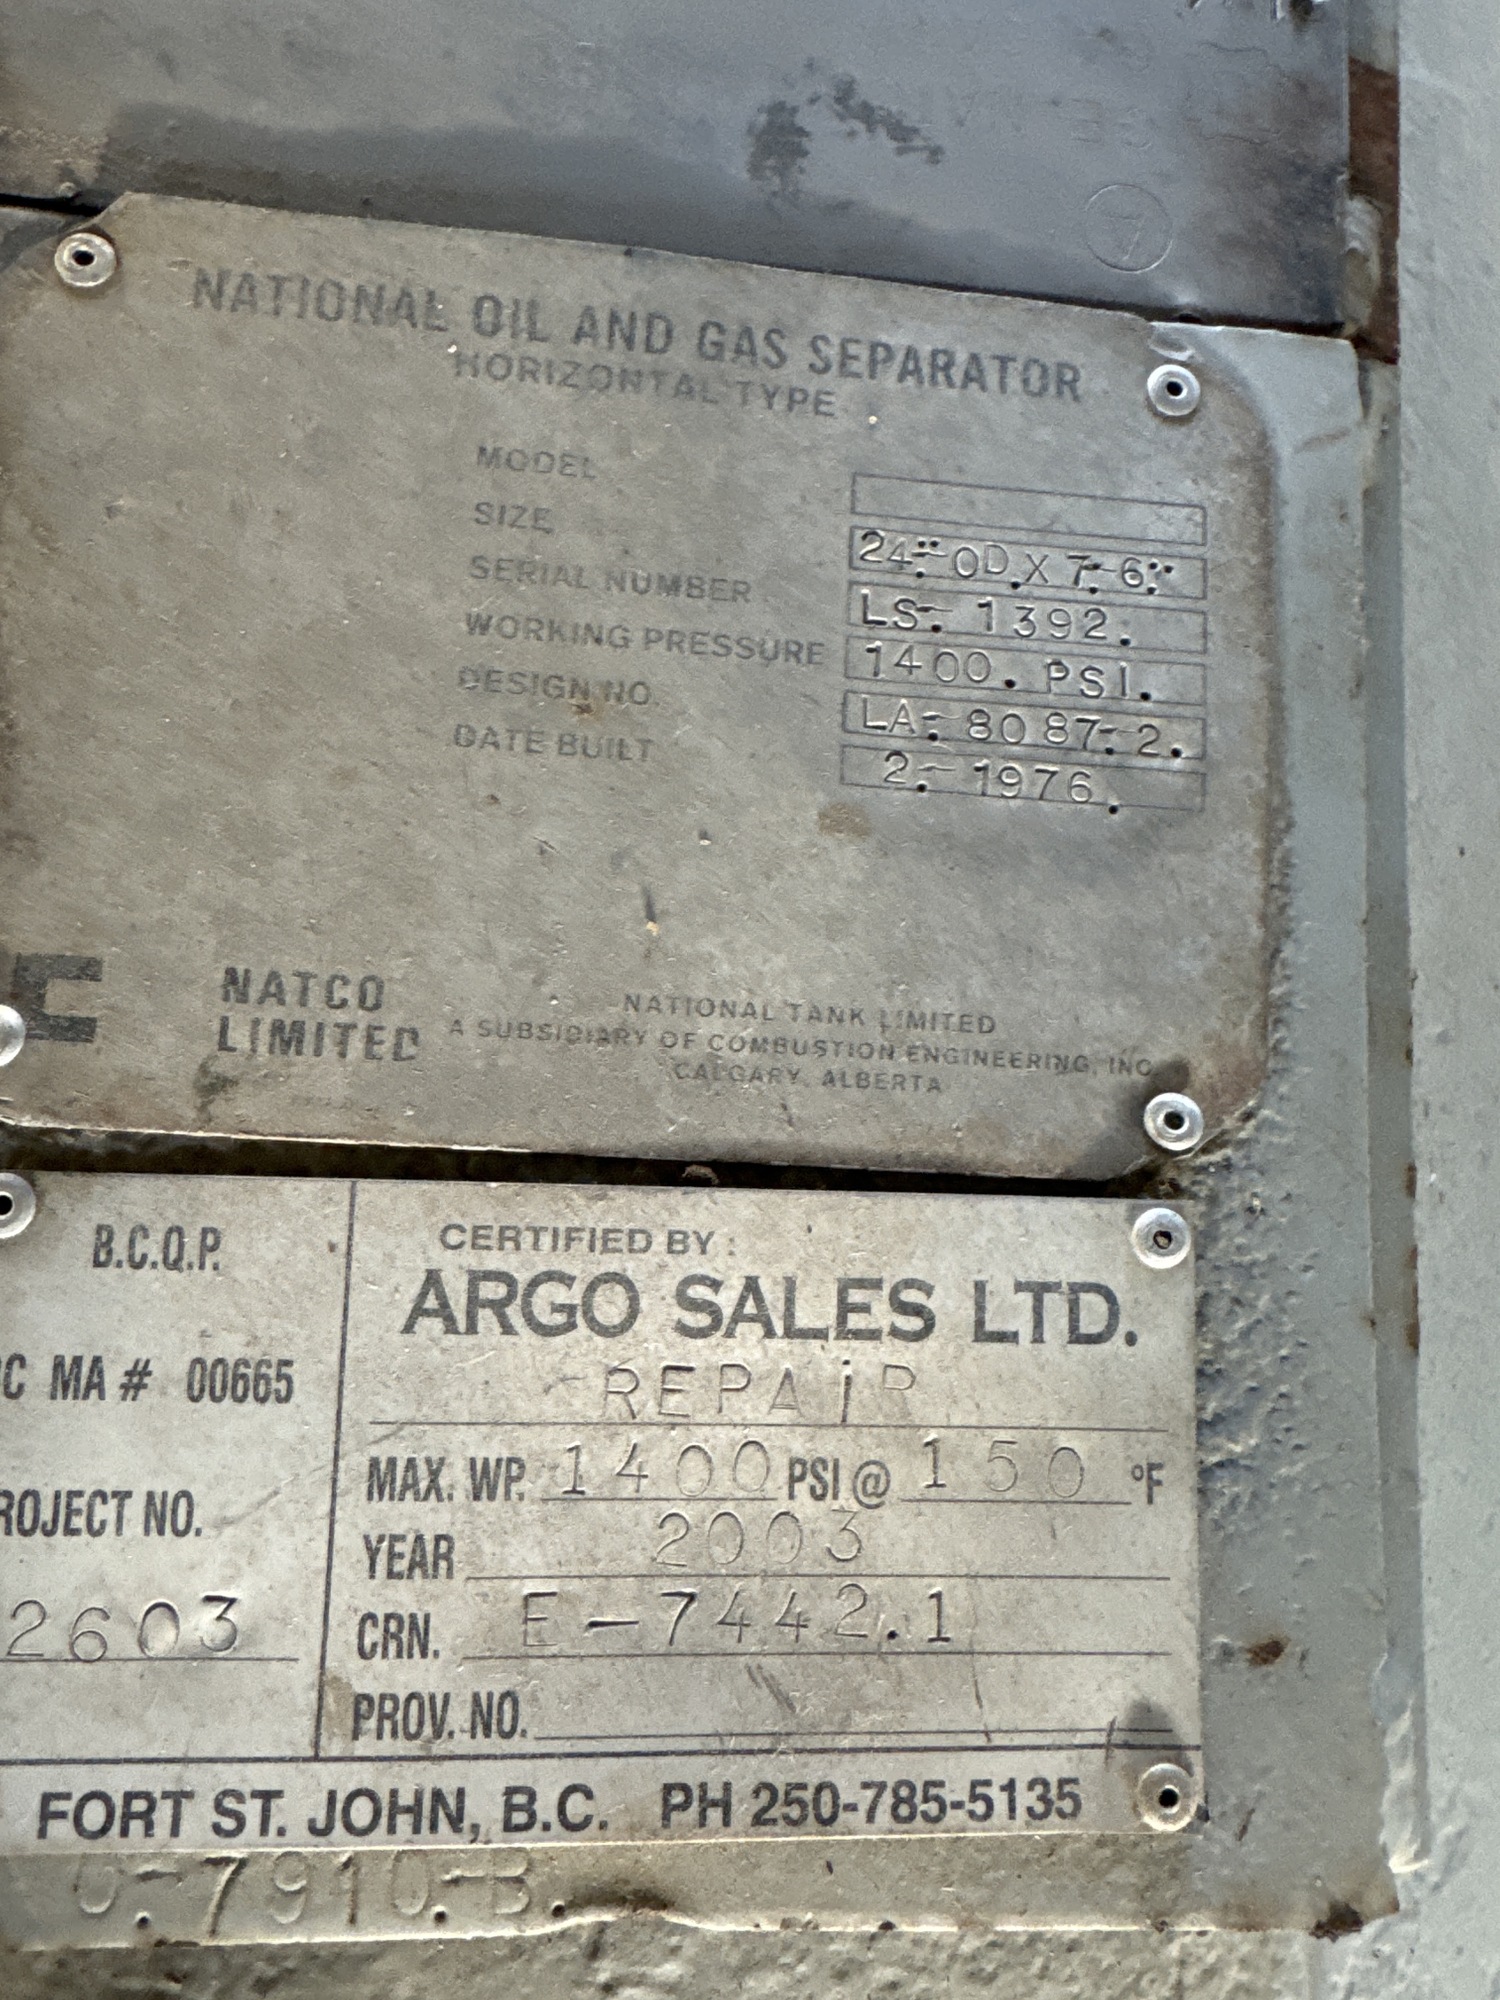 NATIONAL OIL AND GAS SEPARATOR
HORIZONTAL TYPE
MODEL
SIZE 24"-OD.X 7'-6"
SERIAL NUMBER LS-1392.
WORKING PRESSURE 1400. PSI.
DESIGN NO. LA-8087-2.
DATE BUILT 2-1976.
NATCO
LIMITED
NATIONAL TANK LIMITED
A SUBSIDIARY OF COMBUSTION ENGINEERING, INC.
CALGARY, ALBERTA
B.C.Q.P.
C MA # 00665
ROJECT NO.
2603
CERTIFIED BY :
ARGO SALES LTD.
REPAiR
MAX. WP. 1400 PSI @ 150 °F
YEAR 2003
CRN. E-7442.1
PROV. NO.
FORT ST. JOHN, B.C. PH 250-785-5135
7910-B.